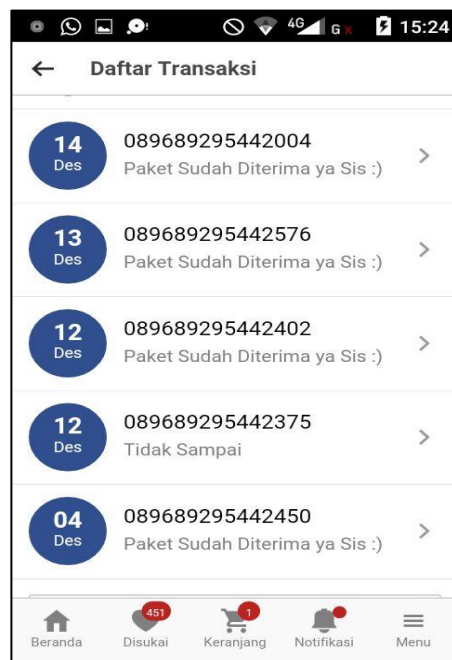 4G G 15:24
Daftar Transaksi
14
Des
089689295442004
Paket Sudah Diterima ya Sis :)
13
Des
089689295442576
Paket Sudah Diterima ya Sis :)
12
Des
089689295442402
Paket Sudah Diterima ya Sis :)
12
Des
089689295442375
Tidak Sampai
04
Des
089689295442450
Paket Sudah Diterima ya Sis :)
451 1
Beranda Disukai Keranjang Notifikasi Menu